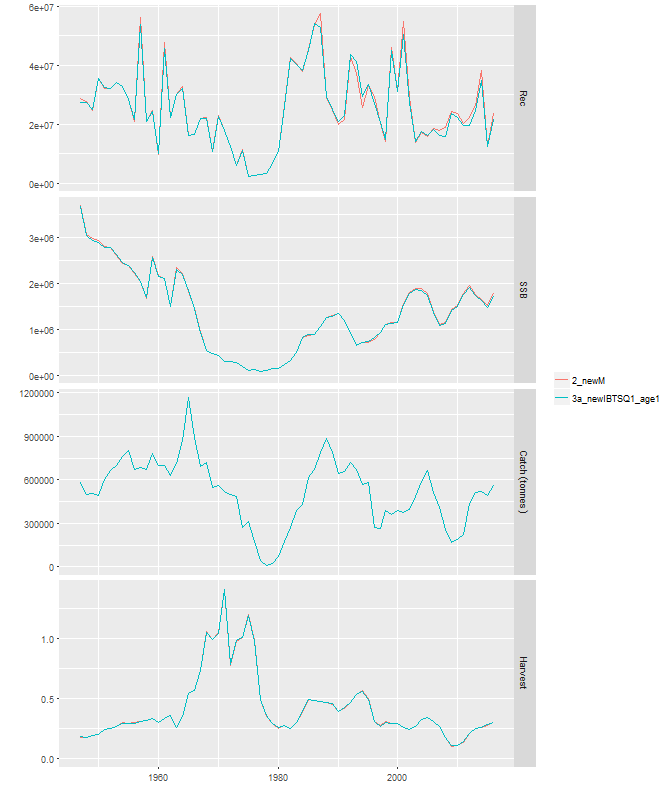 6e+07
4e+07
2e+07
0e+00
Rec
3e+06
2e+06
1e+06
0e+00
SSB
1200000
900000
600000
300000
0
Catch (tonnes )
1.0
0.5
0.0
Harvest
1960
1980
2000
2_newM
3a_newIBTSQ1_age1